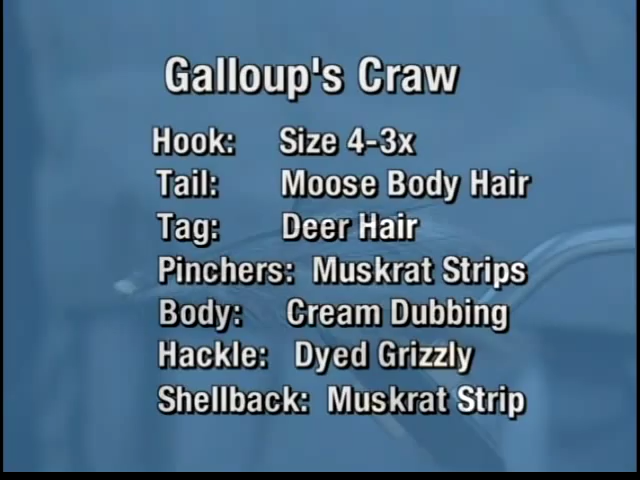 Galloup's Craw
Hook: Size 4-3x
Tail: Moose Body Hair
Tag: Deer Hair
Pinchers: Muskrat Strips
Body: Cream Dubbing
Hackle: Dyed Grizzly
Shellback: Muskrat Strip